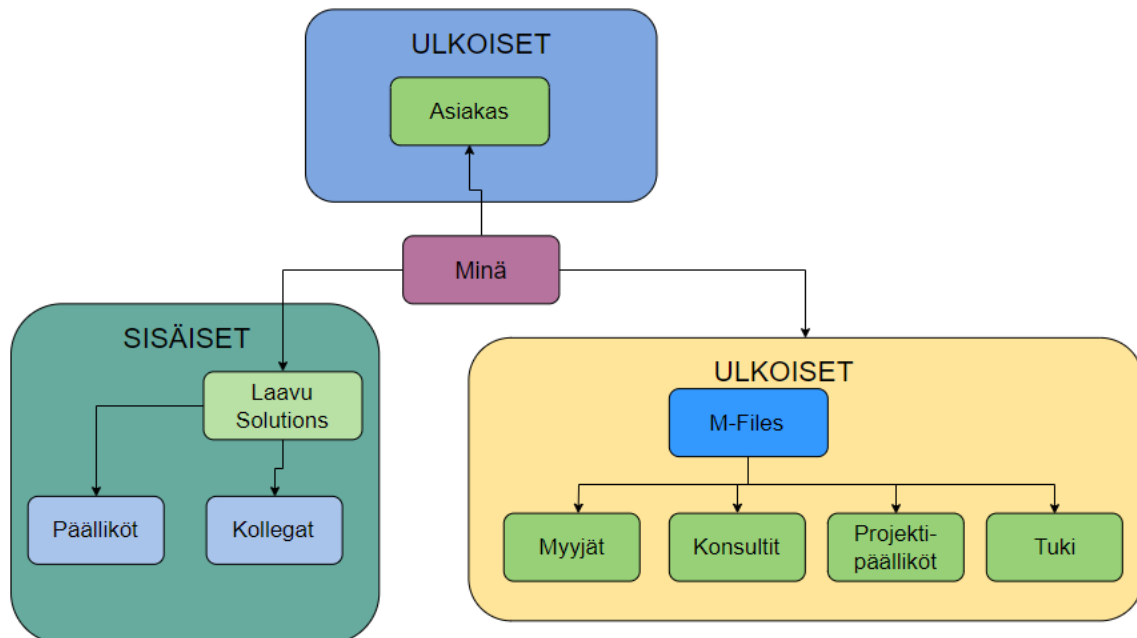 ULKOISET
Asiakas
Minä
SISÄISET
Laavu
Solutions
Päälliköt
Kollegat
ULKOISET
M-Files
Myyjät
Konsultit
Projekti-
päälliköt
Tuki